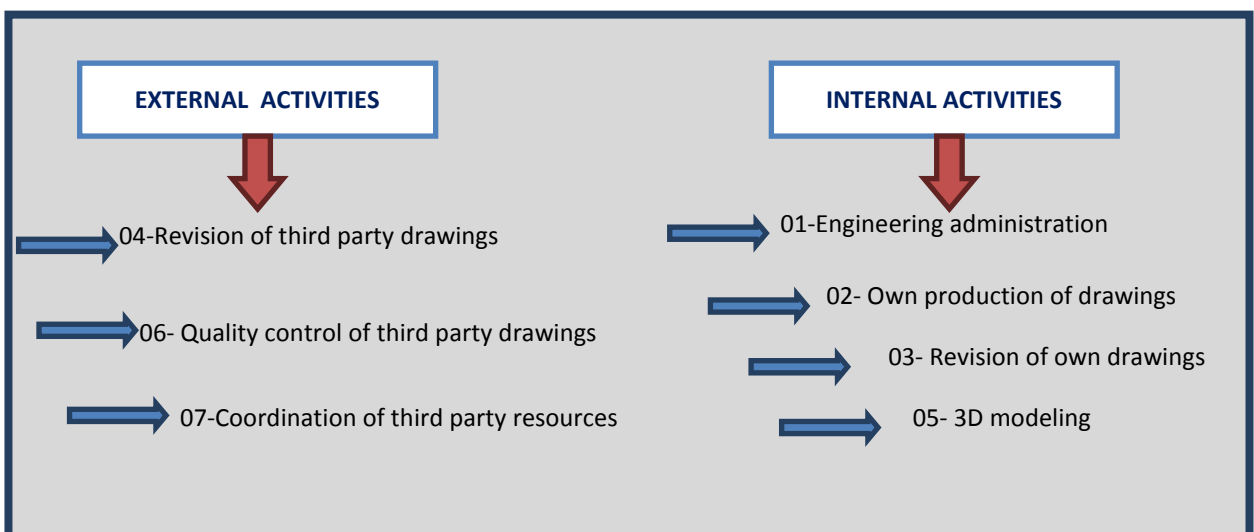 EXTERNAL ACTIVITIES
04-Revision of third party drawings
06- Quality control of third party drawings
07-Coordination of third party resources
INTERNAL ACTIVITIES
01-Engineering administration
02- Own production of drawings
03- Revision of own drawings
05- 3D modeling